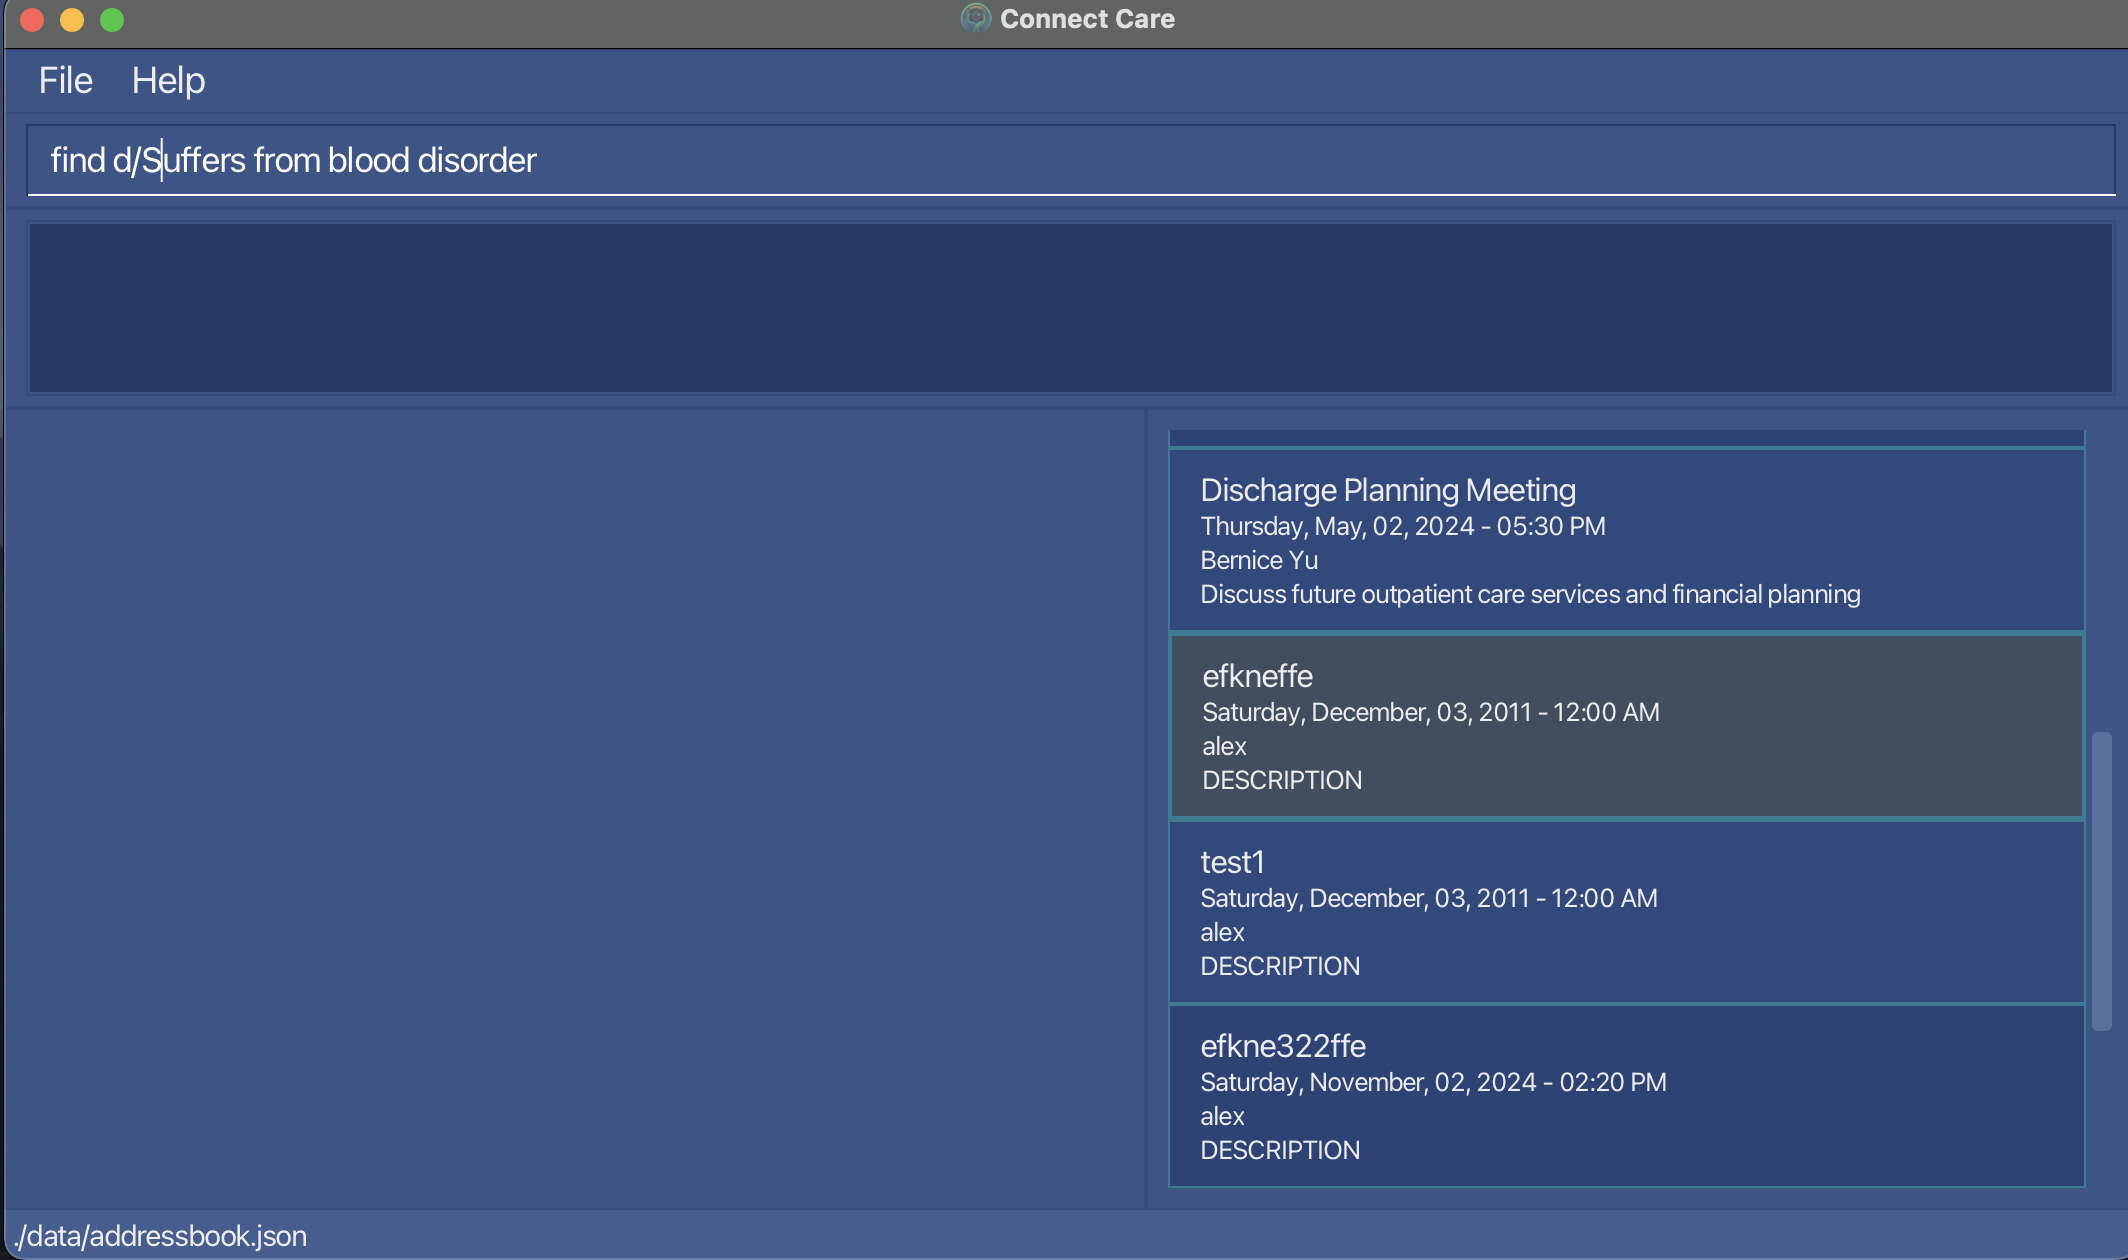 Connect Care
File Help
find d/Suffers from blood disorder
Discharge Planning Meeting
Thursday, May, 02, 2024 - 05:30 PM
Bernice Yu
Discuss future outpatient care services and financial planning
efkneffe
Saturday, December, 03, 2011 - 12:00 AM
alex
DESCRIPTION
test1
Saturday, December, 03, 2011 - 12:00 AM
alex
DESCRIPTION
efkne322ffe
Saturday, November, 02, 2024 - 02:20 PM
alex
DESCRIPTION
./data/addressbook.json